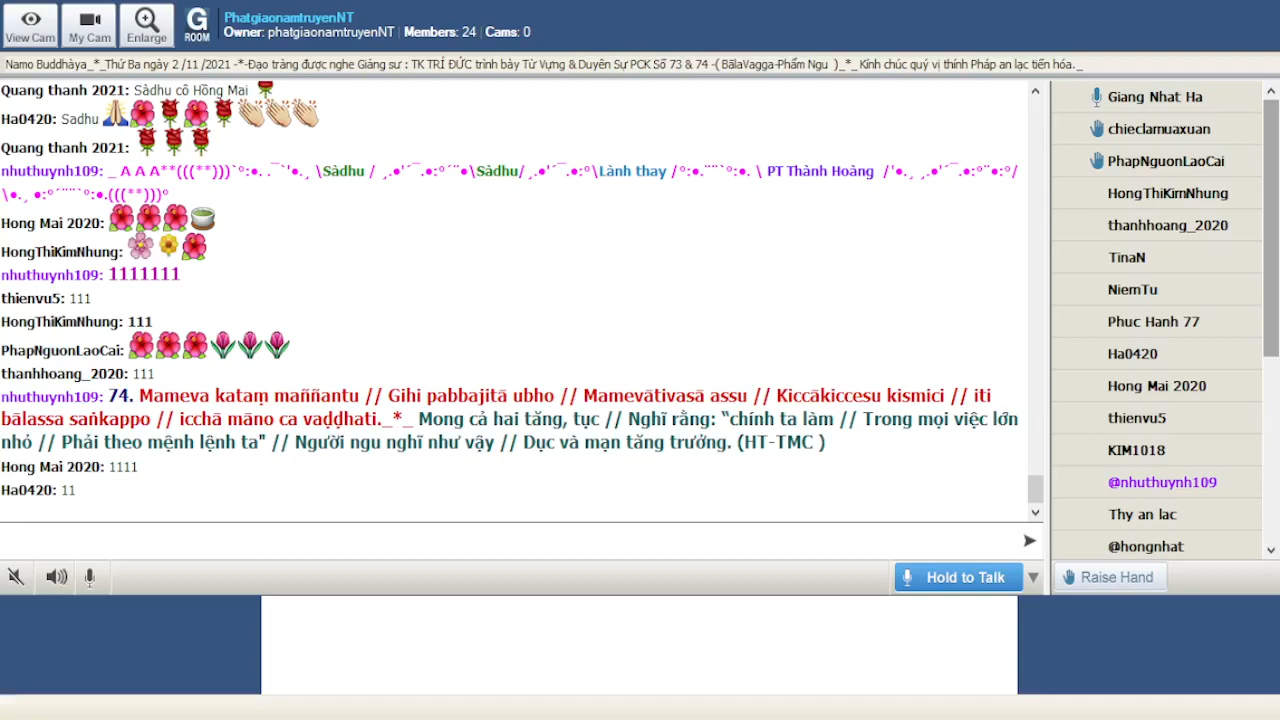 View Cam
My Cam
Enlarge
G
ROOM
PhatgiaonamtruyenNT
Owner: phatgiaonamtruyenNT | Members: 24 | Cams: 0
Namo Buddhàya_*_Thứ Ba ngày 2 /11 /2021 -*-Đạo tràng được nghe Giảng sư : TK TRÍ ĐỨC trình bày Từ Vựng & Duyên Sự PCK Số 73 & 74 -( BālaVagga-Phẩm Ngu )_*_ Kính chúc quý vị thính Pháp an lạc tiến hóa._
Quang thanh 2021: Sàdhu cô Hồng Mai
Ha0420: Sadhu
Quang thanh 2021:
nhuthuynh109: _ A A A**(((**)))`º:•. .¯`'•.¸ \Sàdhu / ¸.•'´¯.•:º´¨•\Sàdhu/¸.•'´¯.•:º\Lành thay /º:•.¨¨`º:•. \ PT Thành Hoàng /'•.¸ ¸.•'´¯.•:º¨•:º/
\•.¸ •:º´¨¨`º:•.(((**)))º
Hong Mai 2020:
HongThiKimNhung:
nhuthuynh109: 1111111
thienvu5: 111
HongThiKimNhung: 111
PhapNguonLaoCai:
thanhhoang_2020: 111
nhuthuynh109: 74. Mameva kataṃ maññantu // Gihi pabbajitā ubho // Mamevātivasā assu // Kiccākiccesu kismici // iti
bālassa saṅkappo // icchā māno ca vaḍḍhati._*_ Mong cả hai tăng, tục // Nghĩ rằng: “chính ta làm // Trong mọi việc lớn
nhỏ // Phải theo mệnh lệnh ta" // Người ngu nghĩ như vậy // Dục và mạn tăng trưởng. (HT-TMC )
Hong Mai 2020: 1111
Ha0420: 11
Hold to Talk
Giang Nhat Ha
chieclamuaxuan
PhapNguonLaoCai
HongThiKimNhung
thanhhoang_2020
TinaN
NiemTu
Phuc Hanh 77
Ha0420
Hong Mai 2020
thienvu5
KIM1018
@nhuthuynh109
Thy an lac
@hongnhat
Raise Hand